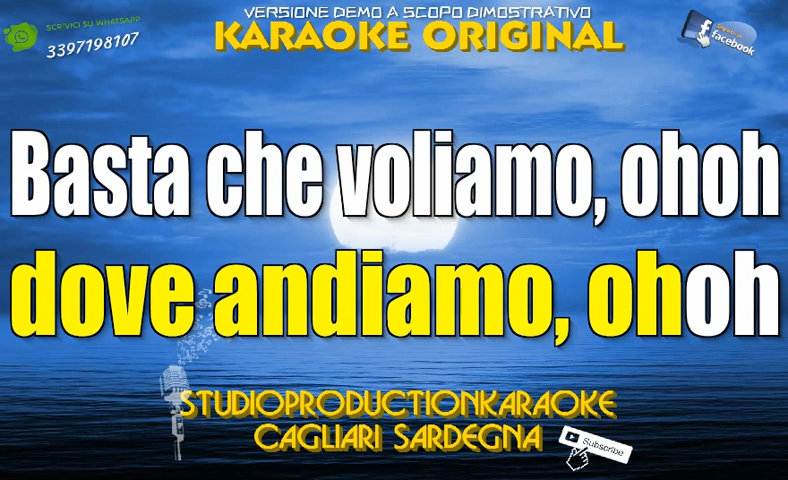 VERSIONE DEMO A SCOPO DIMOSTRATIVO
SCRIVICI SU WHATSAPP
3397198107
KARAOKE ORIGINAL
facebook
Basta che voliamo, ohoh
dove andiamo, ohoh
STUDIOPRODUCTIONKARAOKE
CAGLIARI SARDEGNA
Subscribe